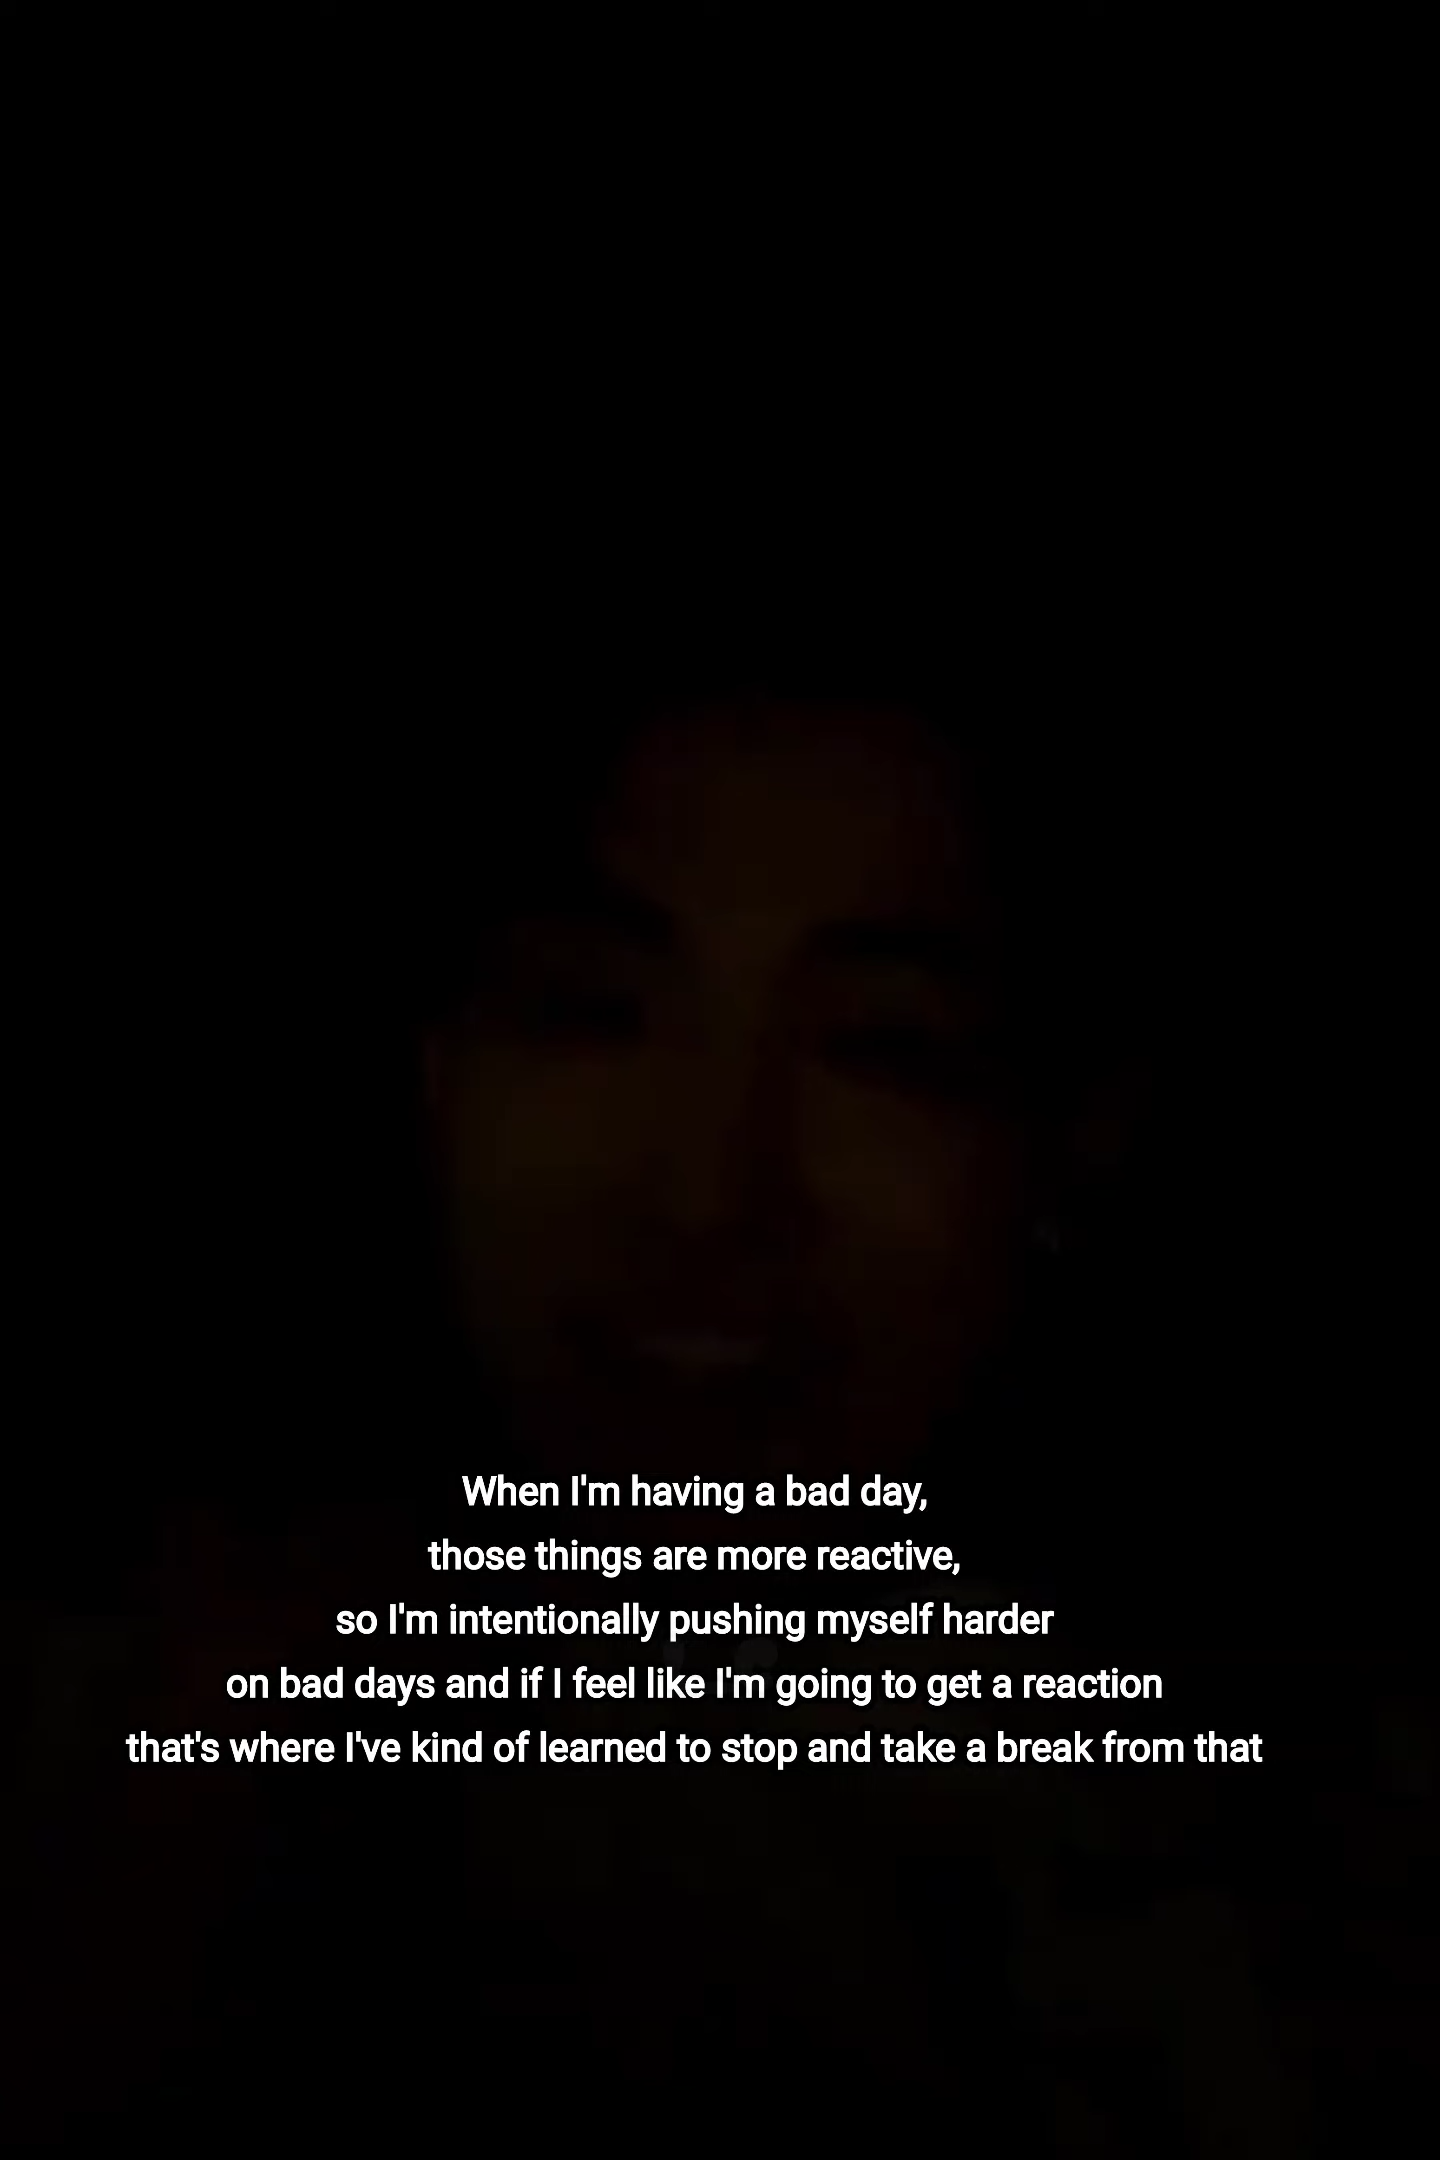 When I'm having a bad day,
those things are more reactive,
so I'm intentionally pushing myself harder
on bad days and if I feel like I'm going to get a reaction
that's where I've kind of learned to stop and take a break from that